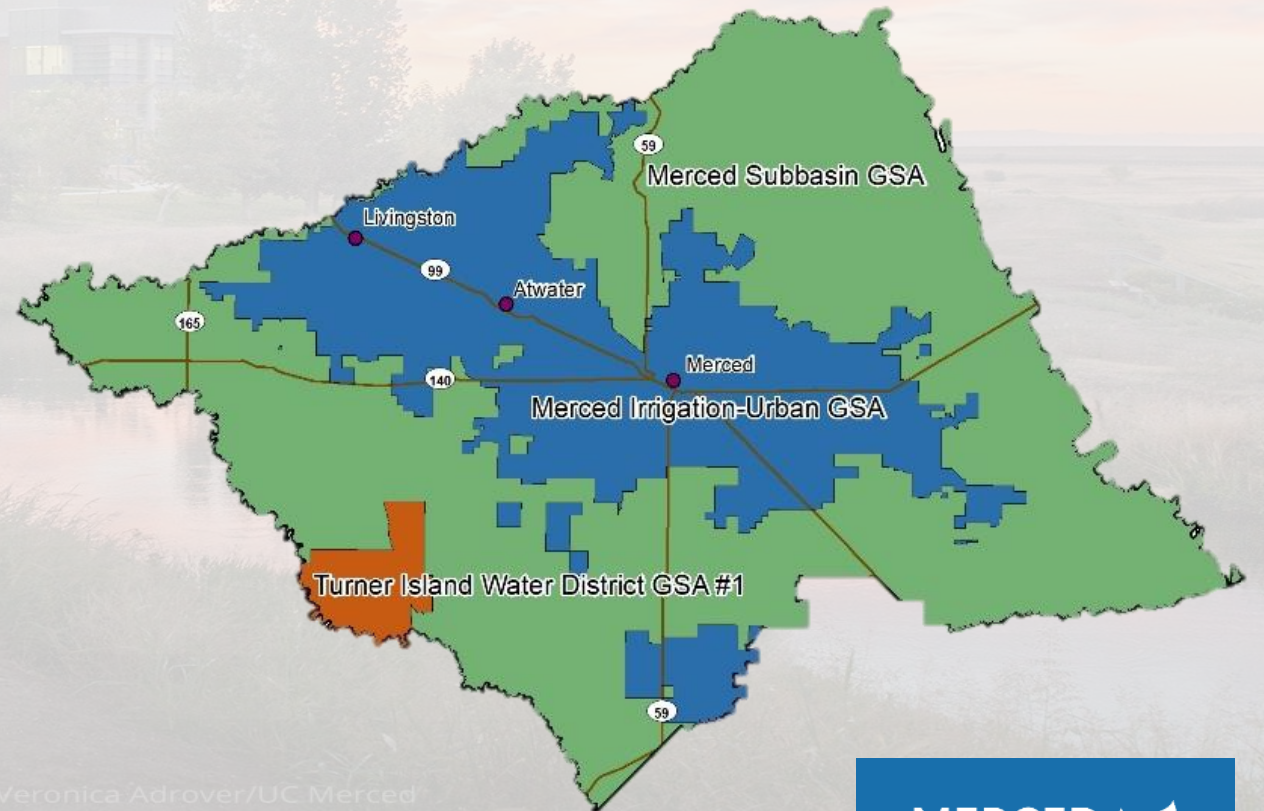 59
Merced Subbasin GSA
Livingston
99
Atwater
165
Merced
140
Merced Irrigation-Urban GSA
Turner Island Water District GSA #1
59
Veronica Adrover/UC Merced